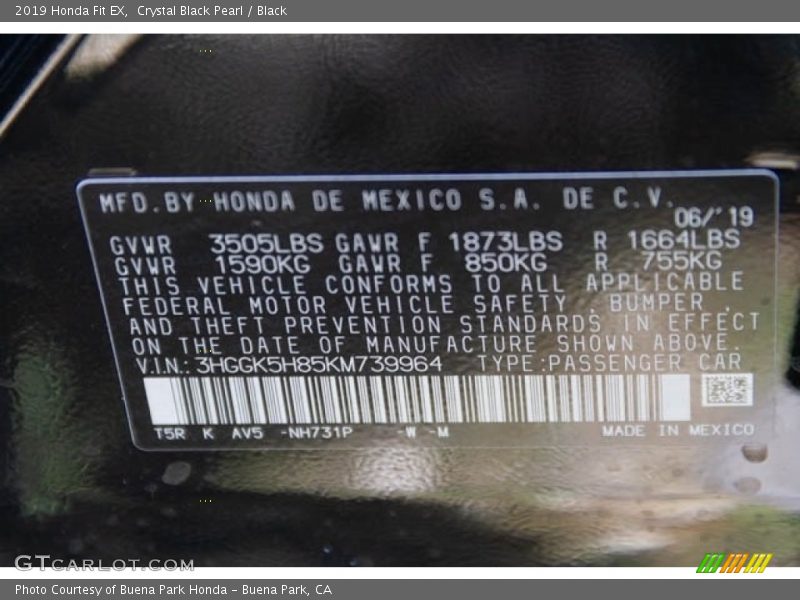 2019 Honda Fit EX,  Crystal Black Pearl / Black
MFD.BY HONDA DE MEXICO S.A. DE C.V.
06/'19
GVWR 3505LBS GAWR F 1873LBS R 1664LBS
GVWR 1590KG GAWR F 850KG R 755KG
THIS VEHICLE CONFORMS TO ALL APPLICABLE
FEDERAL MOTOR VEHICLE SAFETY, BUMPER,
AND THEFT PREVENTION STANDARDS IN EFFECT
ON THE DATE OF MANUFACTURE SHOWN ABOVE.
V.I.N.: 3HGGK5H85KM739964 TYPE:PASSENGER CAR
T5R K AV5 -NH731P -W -M MADE IN MEXICO
GTCARLOT.COM
Photo Courtesy of Buena Park Honda - Buena Park, CA